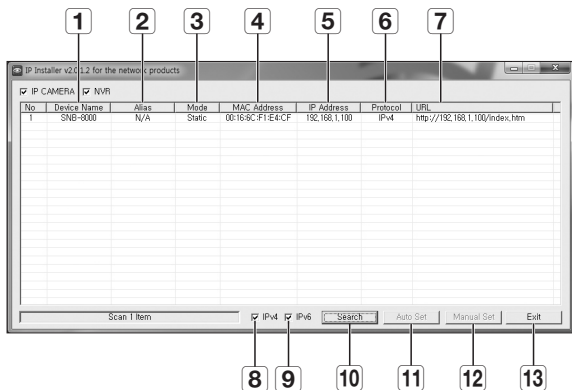 1 2 3 4 5 6 7
IP Installer v2.0.1.2 for the network products
IP CAMERA NVR
No Device Name Alias Mode MAC Address IP Address Protocol URL
1 SNB-8000 N/A Static 00:16:6C:F1:E4:CF 192,168,1,100 IPv4 http://192,168,1,100/index,htm
Scan 1 Item IPv4 IPv6 Search Auto Set Manual Set Exit
8 9 10 11 12 13